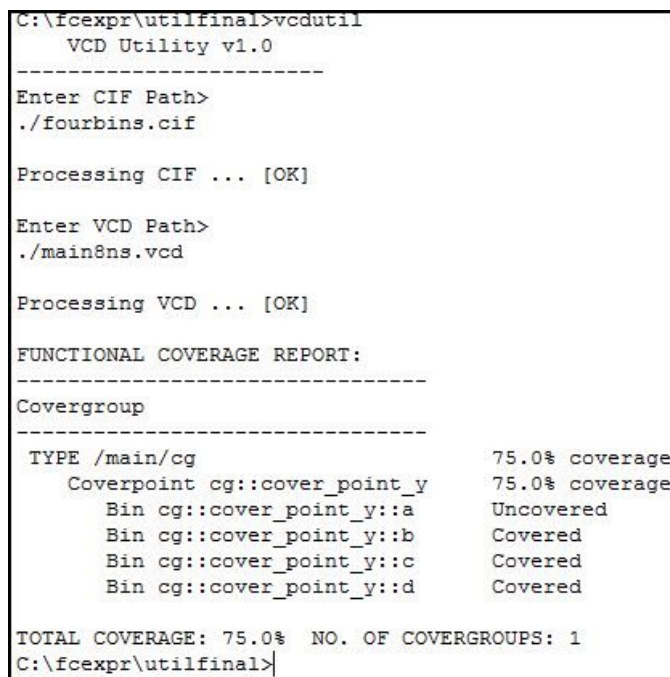 C:\fcexpr\utilfinal>vcdutil
VCD Utility v1.0
------------------------
Enter CIF Path>
./fourbins.cif
Processing CIF ... [OK]
Enter VCD Path>
./main8ns.vcd
Processing VCD ... [OK]
FUNCTIONAL COVERAGE REPORT:
--------------------------------
Covergroup
--------------------------------
TYPE /main/cg 75.0% coverage
Coverpoint cg::cover_point_y 75.0% coverage
Bin cg::cover_point_y::a Uncovered
Bin cg::cover_point_y::b Covered
Bin cg::cover_point_y::c Covered
Bin cg::cover_point_y::d Covered
TOTAL COVERAGE: 75.0% NO. OF COVERGROUPS: 1
C:\fcexpr\utilfinal>